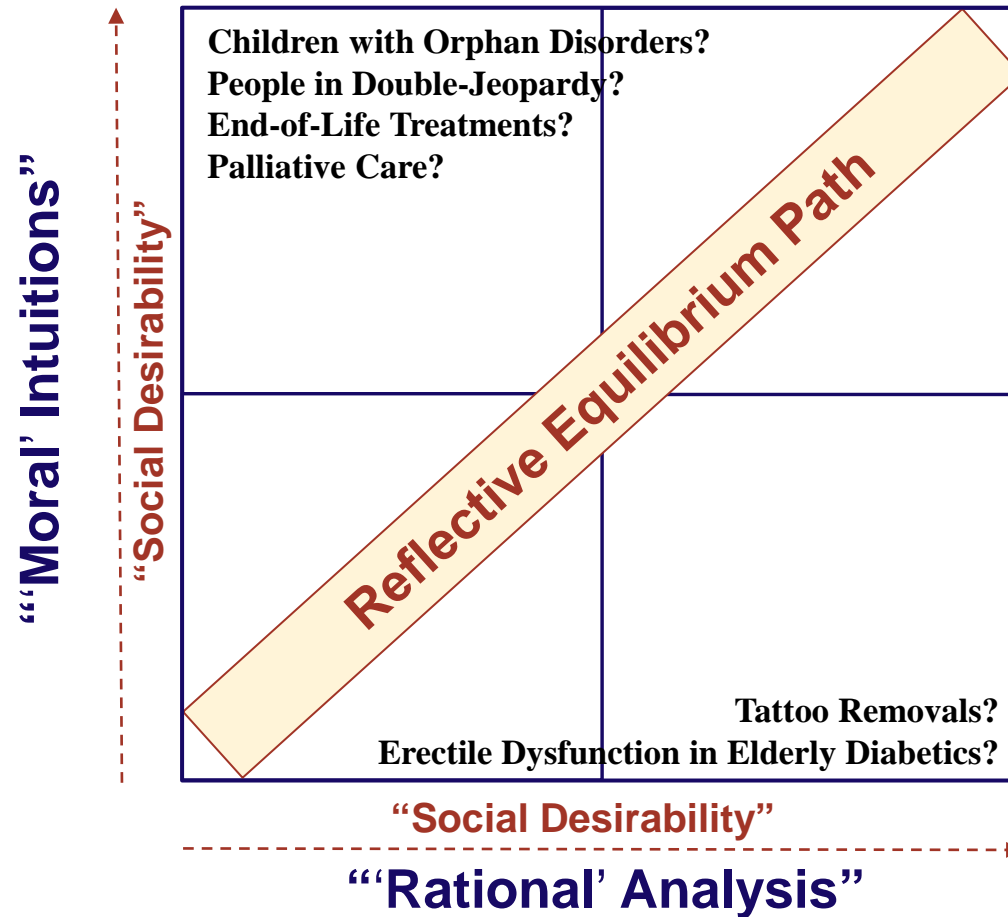 Children with Orphan Disorders?
People in Double-Jeopardy?
End-of-Life Treatments?
Palliative Care?
“‘Moral’ Intuitions”
“Social Desirability”
Reflective Equilibrium Path
Tattoo Removals?
Erectile Dysfunction in Elderly Diabetics?
“Social Desirability”
“‘Rational’ Analysis”